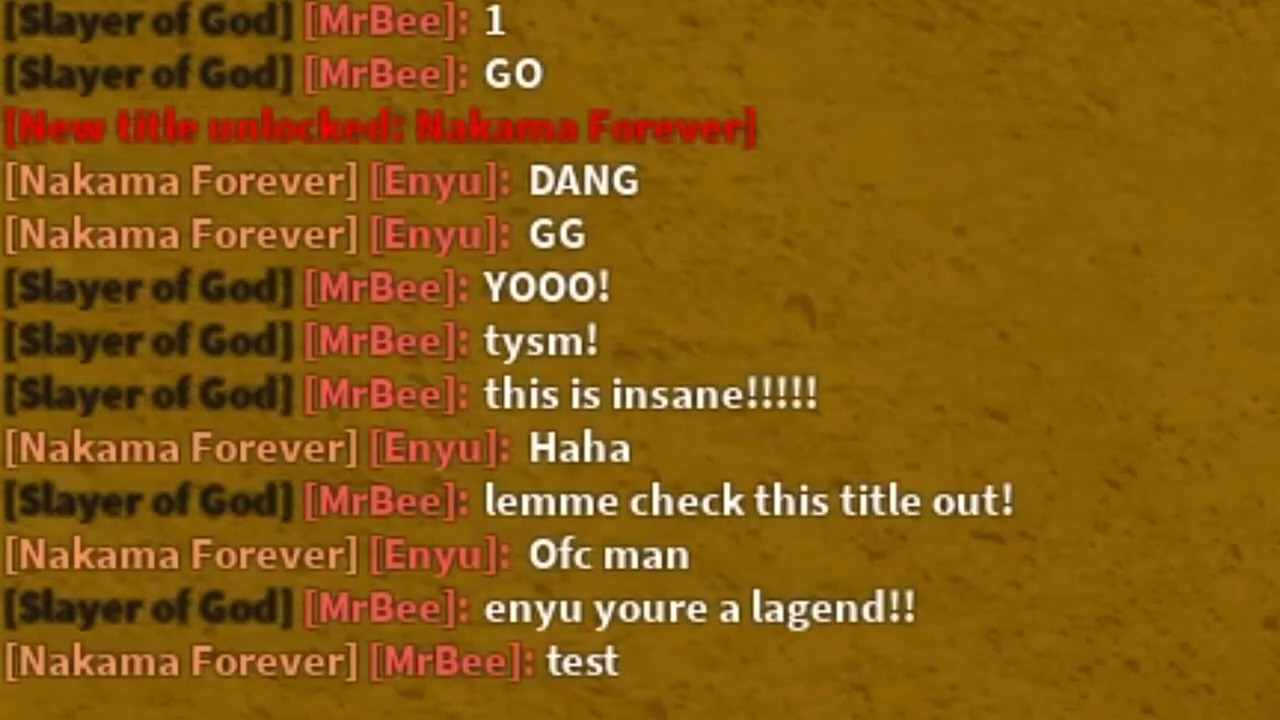 [Slayer of God] [MrBee]: 1
[Slayer of God] [MrBee]: GO
[New title unlocked: Nakama Forever]
[Nakama Forever] [Enyu]: DANG
[Nakama Forever] [Enyu]: GG
[Slayer of God] [MrBee]: YOOO!
[Slayer of God] [MrBee]: tysm!
[Slayer of God] [MrBee]: this is insane!!!!!
[Nakama Forever] [Enyu]: Haha
[Slayer of God] [MrBee]: lemme check this title out!
[Nakama Forever] [Enyu]: Ofc man
[Slayer of God] [MrBee]: enyu youre a lagend!!
[Nakama Forever] [MrBee]: test